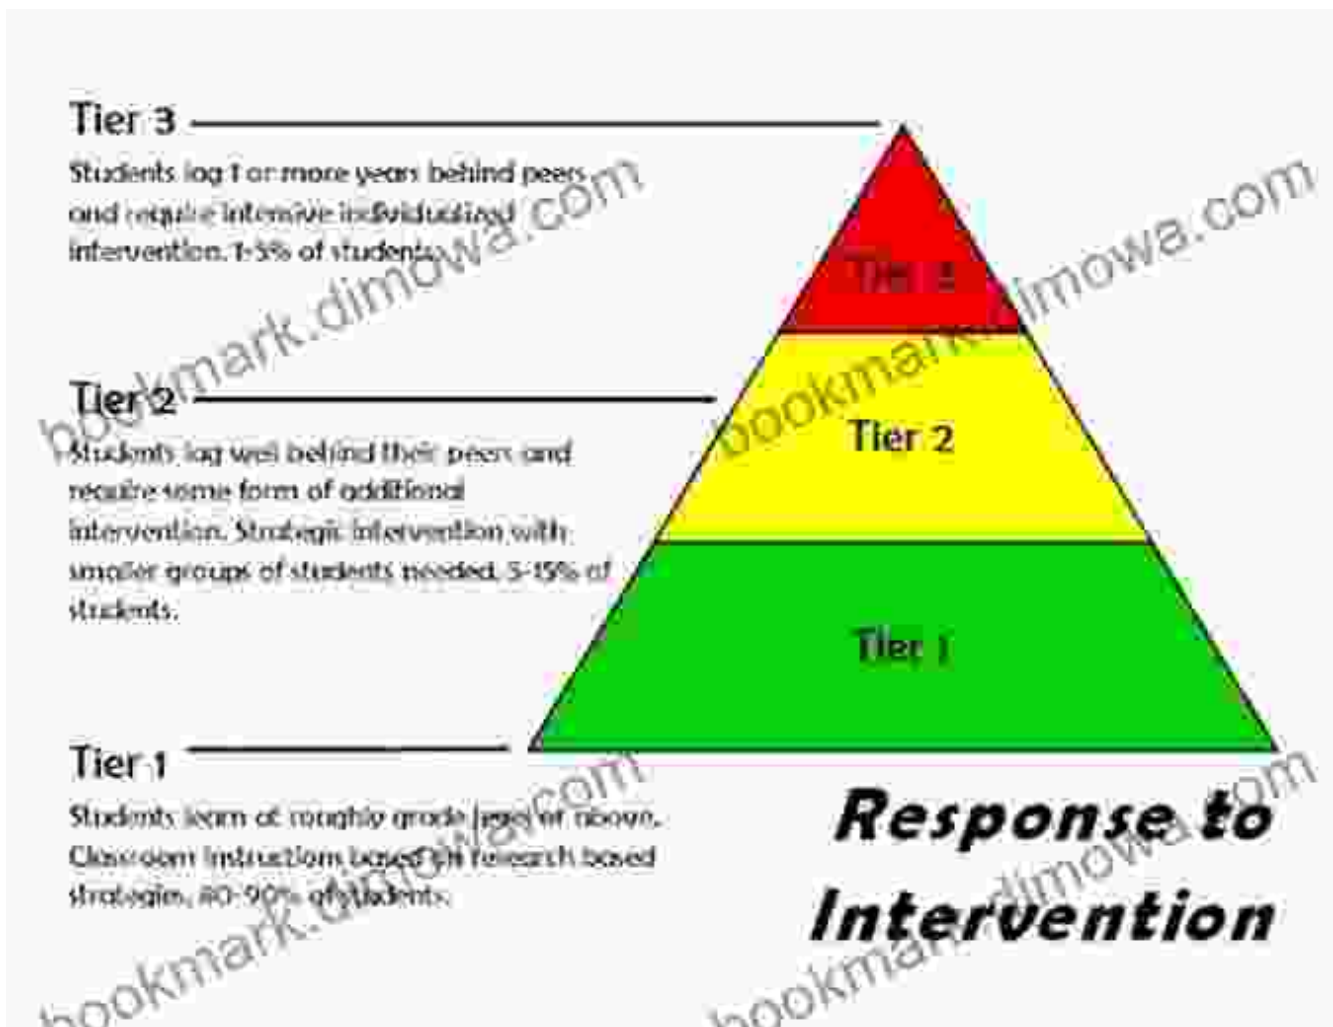 Tier 3
Students lag 1 or more years behind peers
and require intensive individualized
intervention. 1-5% of students.
Tier 3
Tier 2
Students lag well behind their peers and
require some form of additional
intervention. Strategic intervention with
smaller groups of students needed. 5-15% of
students.
Tier 2
Tier 1
Tier 1
Students learn at roughly grade level or above.
Classroom instructions based on research based
strategies. 80-90% of students.
Response to
Intervention
bookmark.dimowa.com
bookmark.dimowa.com
bookmark.dimowa.com
bookmark.dimowa.com